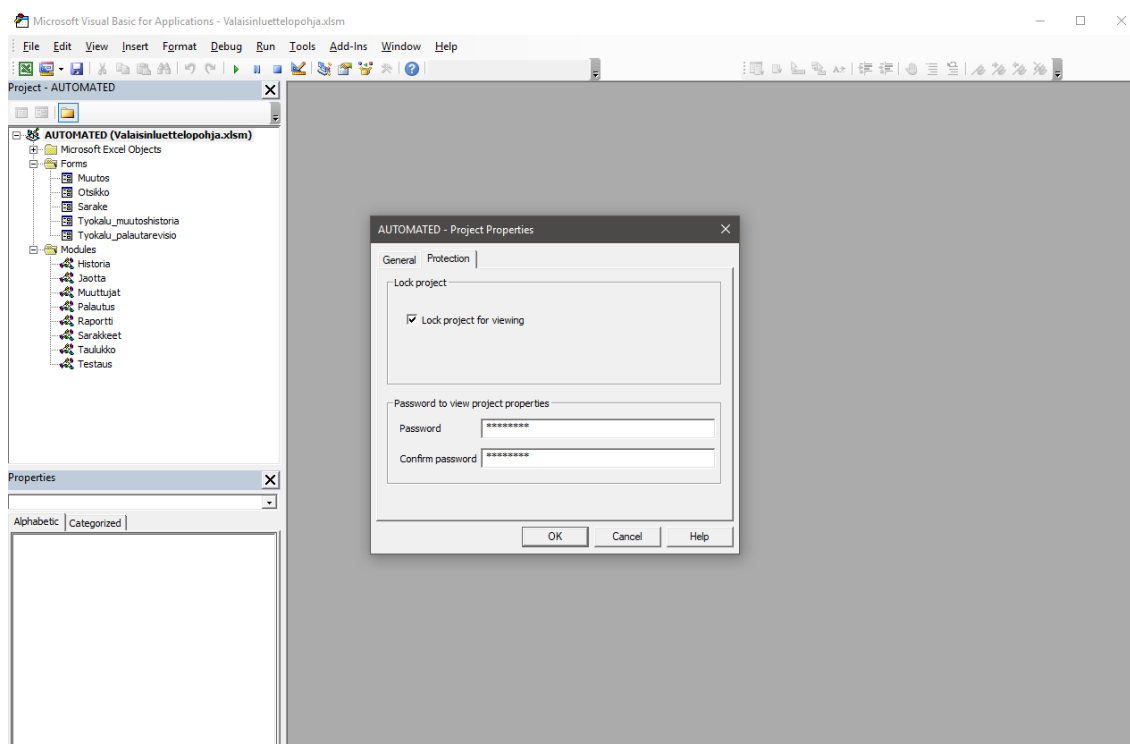 Microsoft Visual Basic for Applications - Valaisinluettelopohja.xlsm
File Edit View Insert Format Debug Run Tools Add-Ins Window Help
Project - AUTOMATED
AUTOMATED (Valaisinluettelopohja.xlsm)
Microsoft Excel Objects
Forms
Muutos
Otsikko
Sarake
Tyokalu_muutoshistoria
Tyokalu_palautarevisio
Modules
Historia
Jaotta
Muuttujat
Palautus
Raportti
Sarakkeet
Taulukko
Testaus
Properties
Alphabetic Categorized
AUTOMATED - Project Properties
General Protection
Lock project
Lock project for viewing
Password to view project properties
Password ********
Confirm password ********
OK Cancel Help